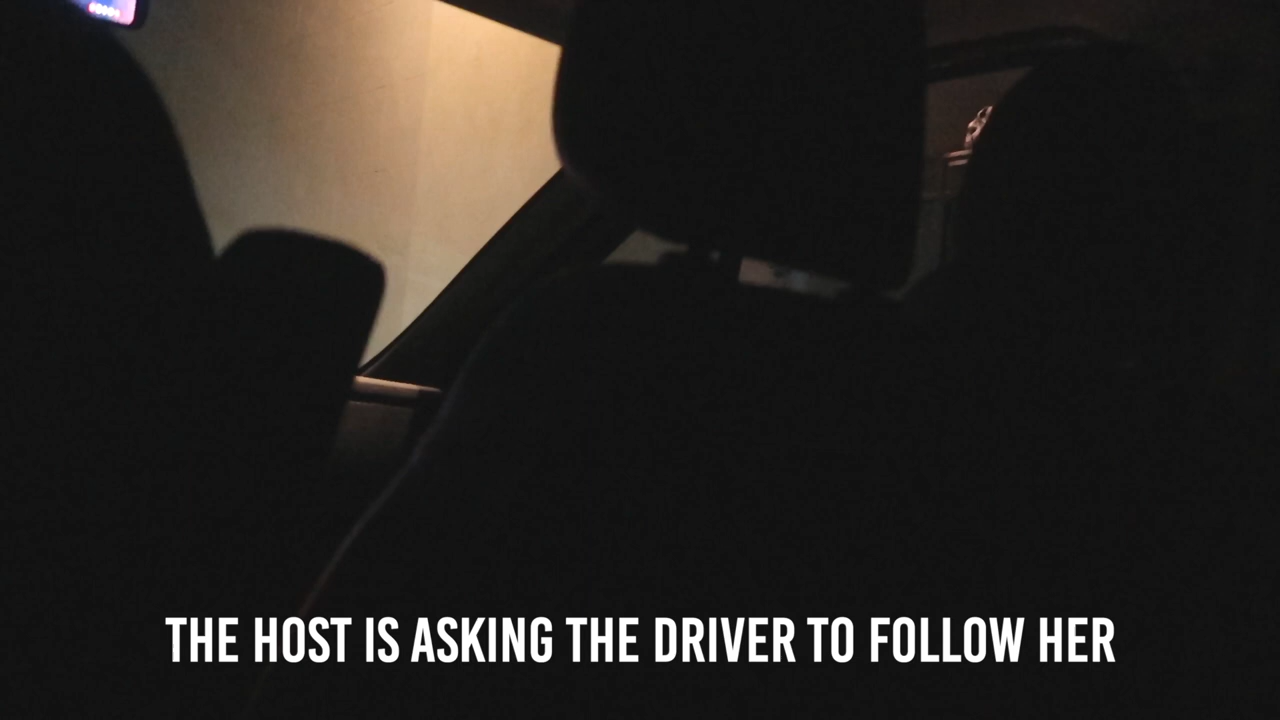 THE HOST IS ASKING THE DRIVER TO FOLLOW HER